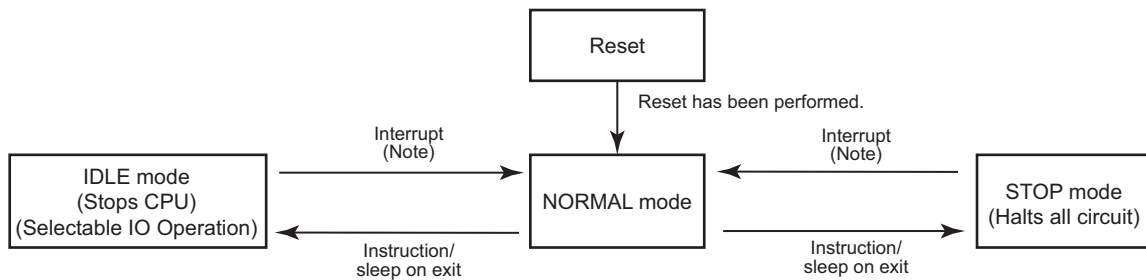 Reset
Reset has been performed.
Interrupt
(Note)
Interrupt
(Note)
IDLE mode
(Stops CPU)
(Selectable IO Operation)
NORMAL mode
STOP mode
(Halts all circuit)
Instruction/
sleep on exit
Instruction/
sleep on exit